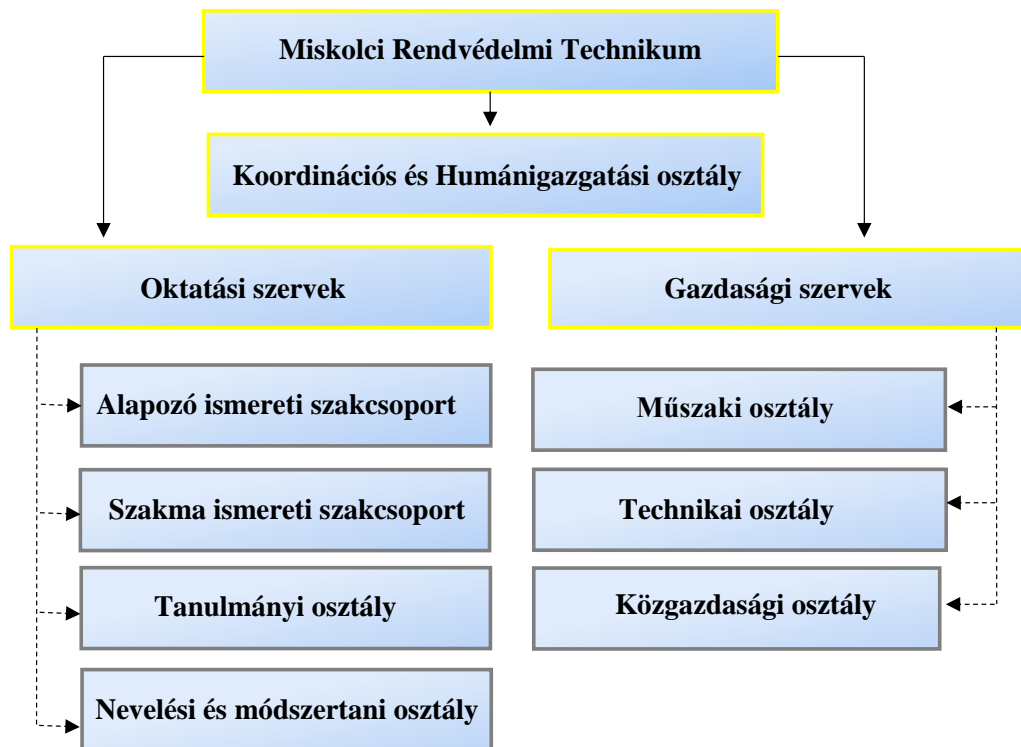 Miskolci Rendvédelmi Technikum
Koordinációs és Humánigazgatási osztály
Oktatási szervek
Gazdasági szervek
Alapozó ismereti szakcsoport
Szakma ismereti szakcsoport
Tanulmányi osztály
Nevelési és módszertani osztály
Műszaki osztály
Technikai osztály
Közgazdasági osztály